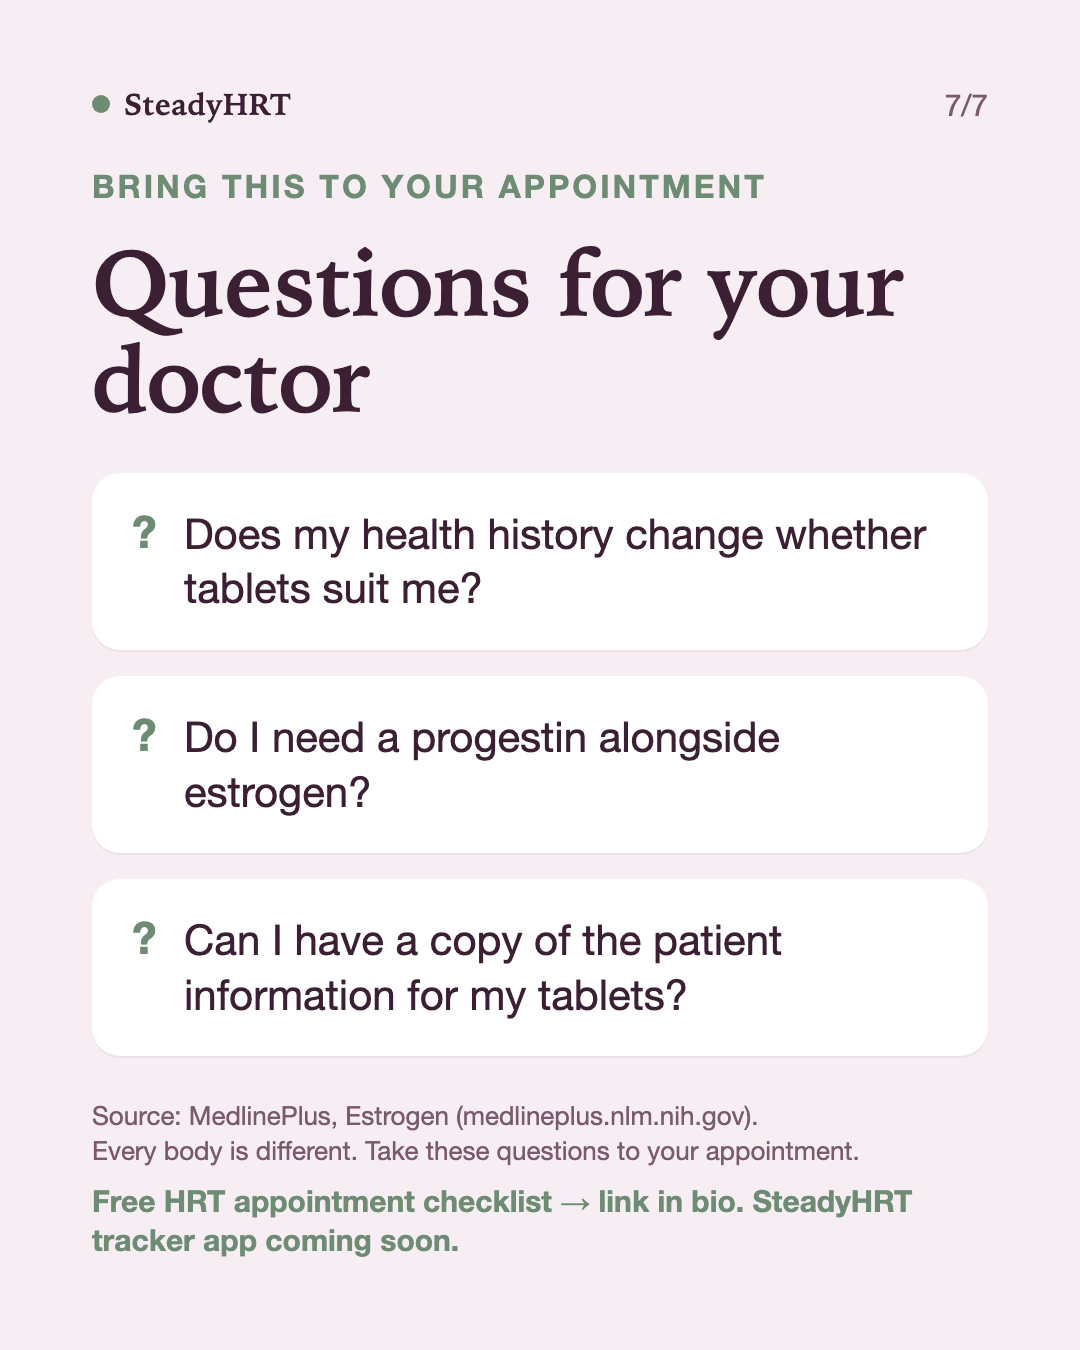 SteadyHRT
7/7
BRING THIS TO YOUR APPOINTMENT
Questions for your
doctor
? Does my health history change whether
tablets suit me?
? Do I need a progestin alongside
estrogen?
? Can I have a copy of the patient
information for my tablets?
Source: MedlinePlus, Estrogen (medlineplus.nlm.nih.gov).
Every body is different. Take these questions to your appointment.
Free HRT appointment checklist → link in bio. SteadyHRT
tracker app coming soon.